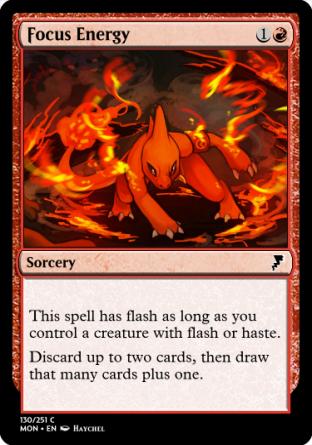 Focus Energy 1
Sorcery
This spell has flash as long as you
control a creature with flash or haste.
Discard up to two cards, then draw
that many cards plus one.
130/251 C
MON • EN HAYCHEL